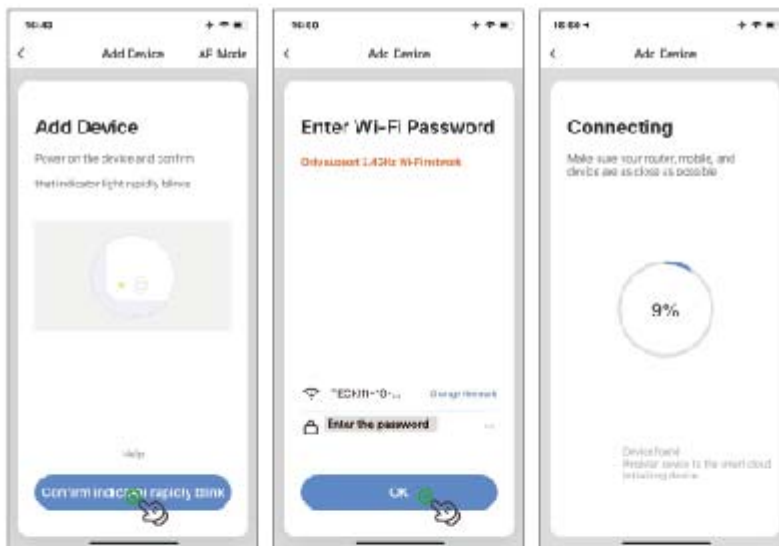 Add Device
AP Mode
Add Device
Power on the device and confirm
that indicator light rapidly blinks
Help
Confirm indicator rapidly blink
Add Device
Enter Wi-Fi Password
Only support 2.4GHz Wi-Fi network
Change Network
Enter the password
OK
Add Device
Connecting
Make sure your router, mobile, and
device are as close as possible
9%
Device found
Register device to the smart cloud
Initializing device